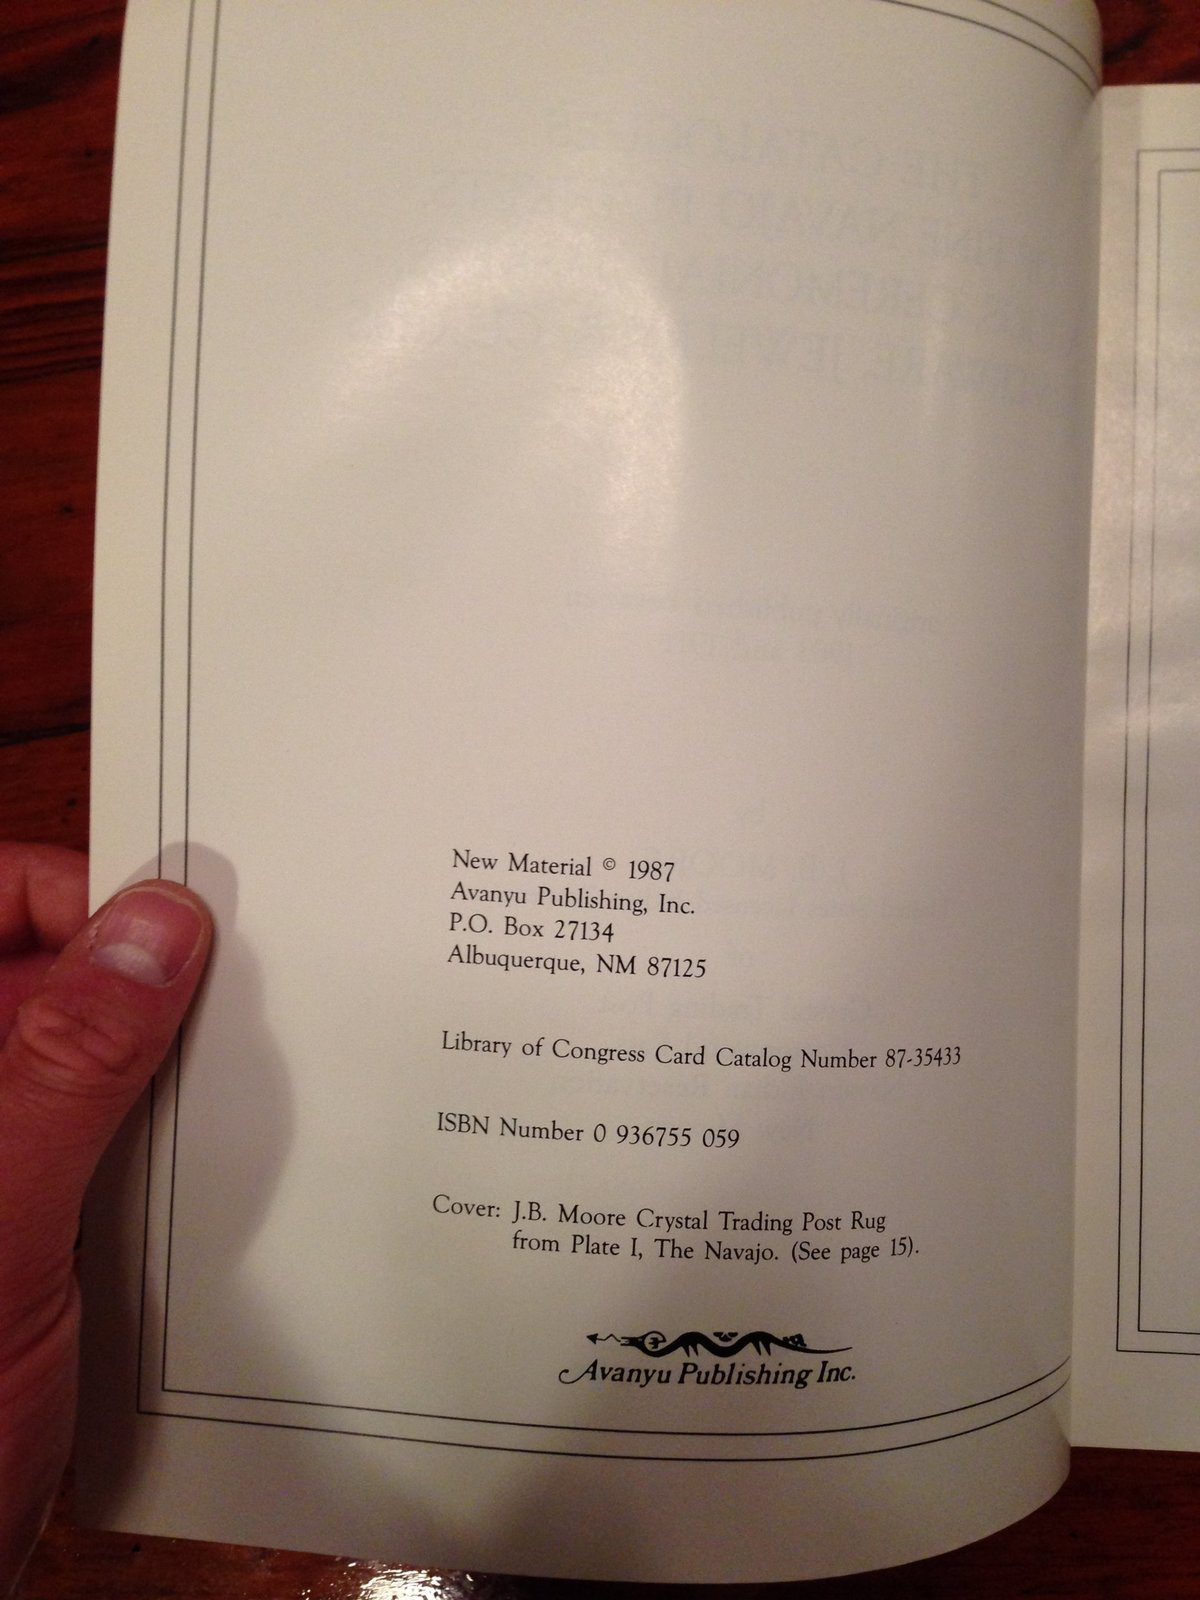 New Material © 1987
Avanyu Publishing, Inc.
P.O. Box 27134
Albuquerque, NM 87125
Library of Congress Card Catalog Number 87-35433
ISBN Number 0 936755 059
Cover: J.B. Moore Crystal Trading Post Rug
from Plate I, The Navajo. (See page 15).
Avanyu Publishing Inc.